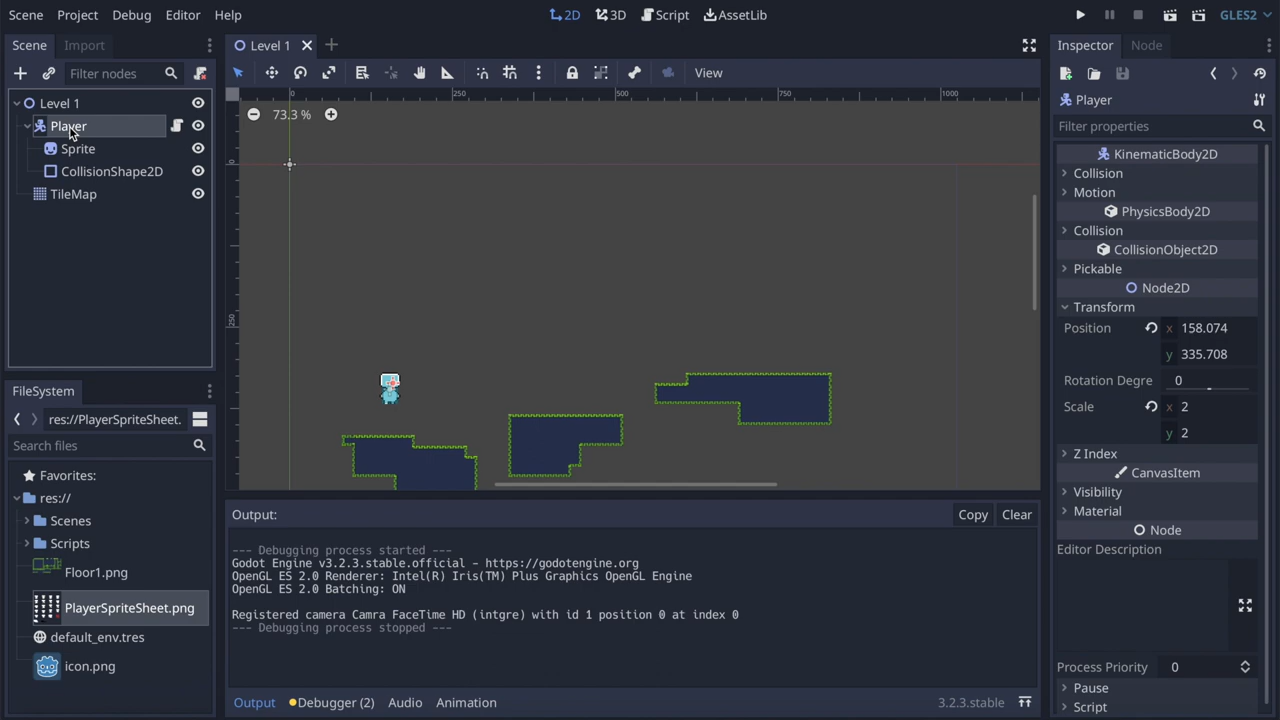 Scene Project Debug Editor Help
2D 3D Script AssetLib
GLES2
Scene Import
Filter nodes
Level 1
Player
Sprite
CollisionShape2D
TileMap
Level 1
View
0 250 500 750 1000
73.3 %
0
250
Inspector Node
Player
Filter properties
KinematicBody2D
Collision
Motion
PhysicsBody2D
Collision
CollisionObject2D
Pickable
Node2D
Transform
Position x 158.074
y 335.708
Rotation Degre 0
Scale x 2
y 2
Z Index
CanvasItem
Visibility
Material
Node
Editor Description
Process Priority 0
Pause
Script
FileSystem
res://PlayerSpriteSheet.
Search files
Favorites:
res://
Scenes
Scripts
Floor1.png
PlayerSpriteSheet.png
default_env.tres
icon.png
Output:
Copy Clear
--- Debugging process started ---
Godot Engine v3.2.3.stable.official - https://godotengine.org
OpenGL ES 2.0 Renderer: Intel(R) Iris(TM) Plus Graphics OpenGL Engine
OpenGL ES 2.0 Batching: ON
Registered camera Camra FaceTime HD (intgre) with id 1 position 0 at index 0
--- Debugging process stopped ---
Output Debugger (2) Audio Animation
3.2.3.stable